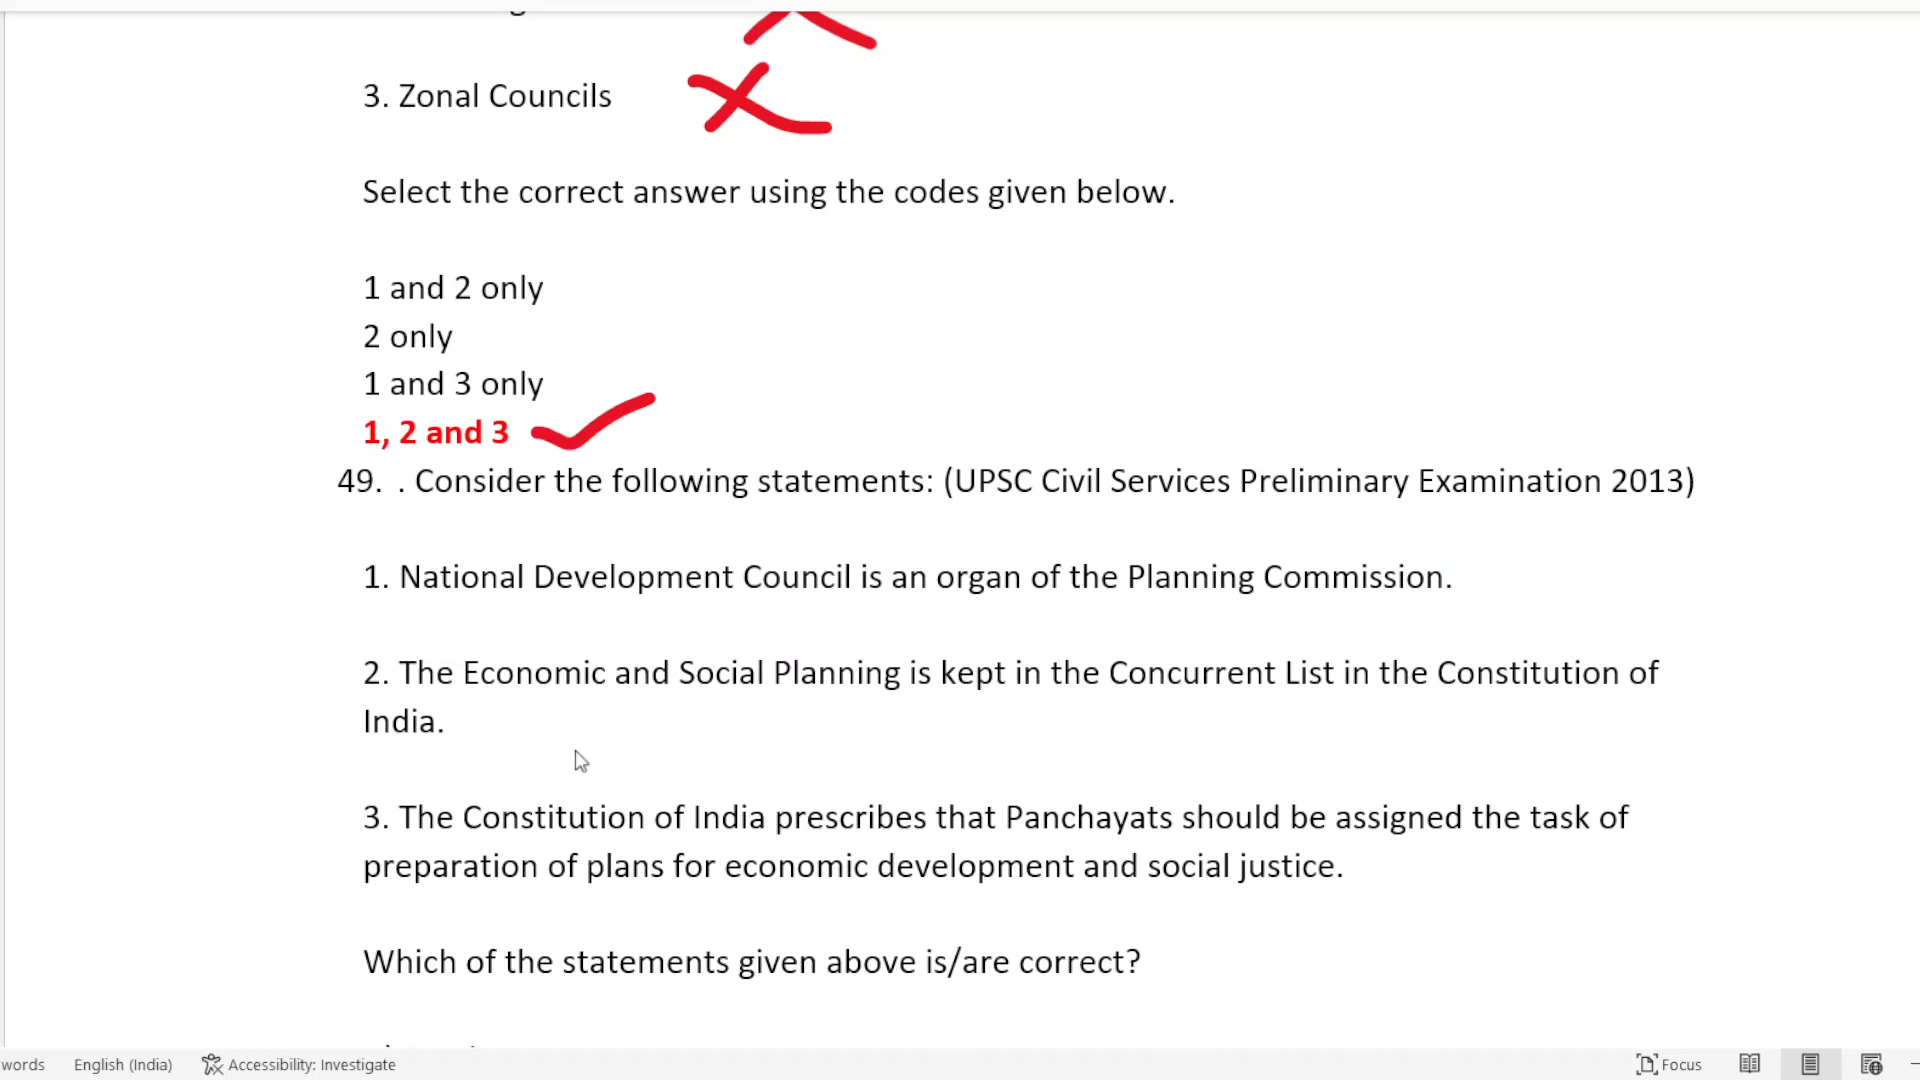 3. Zonal Councils
Select the correct answer using the codes given below.
1 and 2 only
2 only
1 and 3 only
1, 2 and 3
49. . Consider the following statements: (UPSC Civil Services Preliminary Examination 2013)
1. National Development Council is an organ of the Planning Commission.
2. The Economic and Social Planning is kept in the Concurrent List in the Constitution of
India.
3. The Constitution of India prescribes that Panchayats should be assigned the task of
preparation of plans for economic development and social justice.
Which of the statements given above is/are correct?
words English (India) Accessibility: Investigate Focus